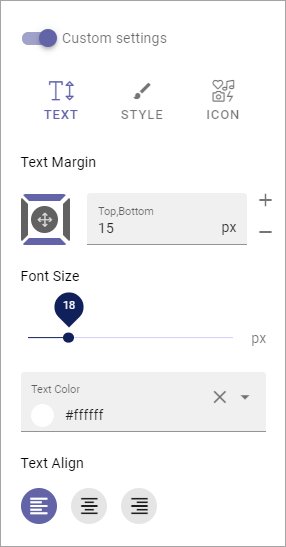 Custom settings
TEXT STYLE ICON
Text Margin
Top,Bottom
15 px
Font Size
18
px
Text Color
#ffffff
Text Align